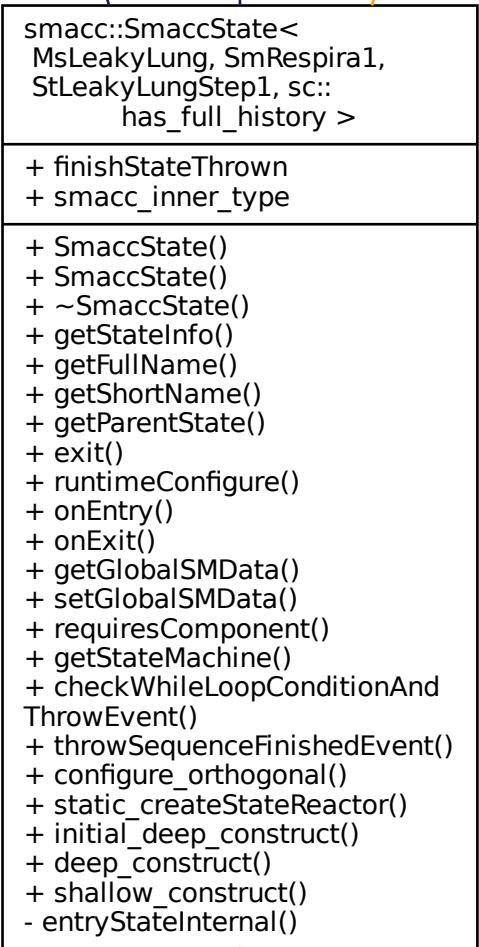 smacc::SmaccState<
MsLeakyLung, SmRespira1,
StLeakyLungStep1, sc::
has_full_history >
+ finishStateThrown
+ smacc_inner_type
+ SmaccState()
+ SmaccState()
+ ~SmaccState()
+ getStateInfo()
+ getFullName()
+ getShortName()
+ getParentState()
+ exit()
+ runtimeConfigure()
+ onEntry()
+ onExit()
+ getGlobalSMData()
+ setGlobalSMData()
+ requiresComponent()
+ getStateMachine()
+ checkWhileLoopConditionAnd
ThrowEvent()
+ throwSequenceFinishedEvent()
+ configure_orthogonal()
+ static_createStateReactor()
+ initial_deep_construct()
+ deep_construct()
+ shallow_construct()
- entryStateInternal()